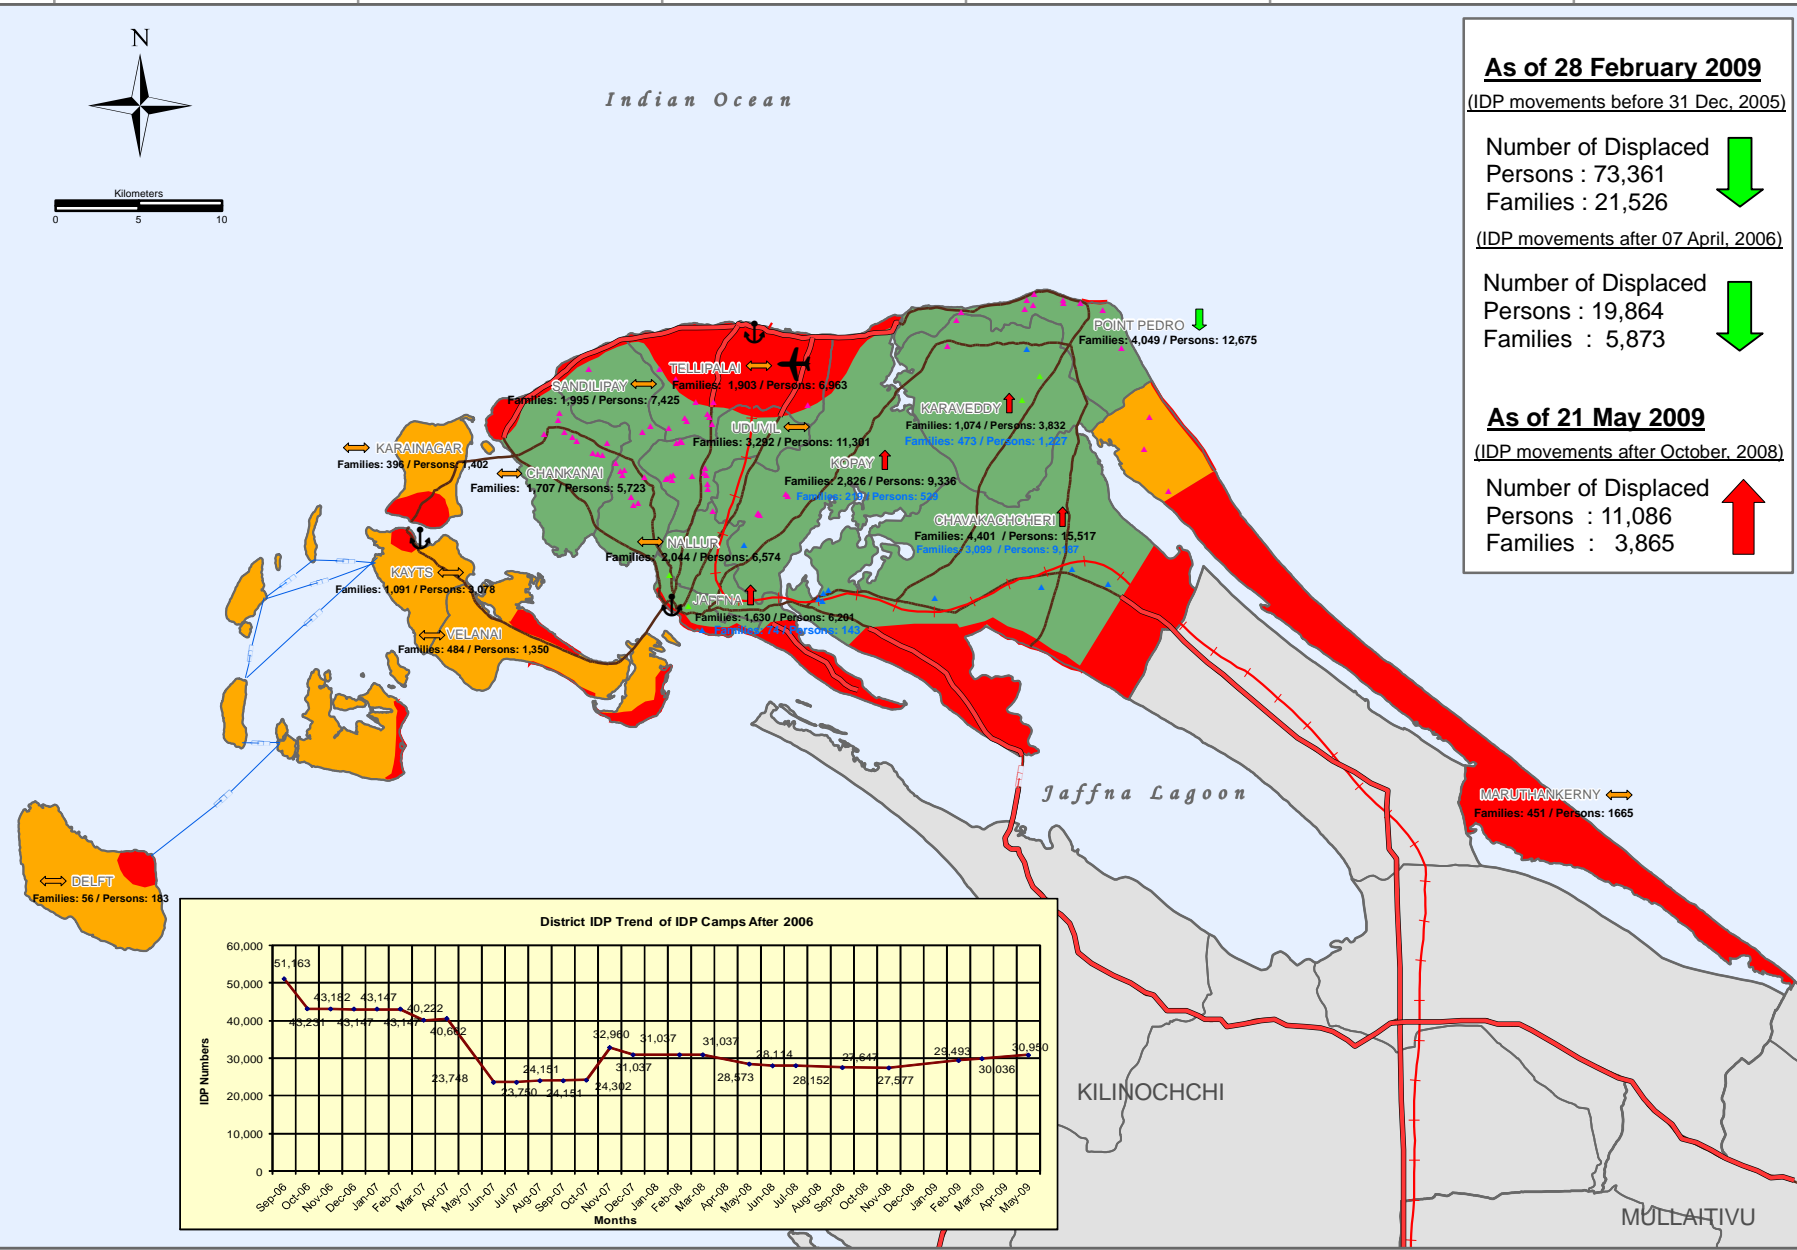 N
Kilometers
0 5 10
Indian Ocean
As of 28 February 2009
(IDP movements before 31 Dec, 2005)
Number of Displaced
Persons : 73,361
Families : 21,526
(IDP movements after 07 April, 2006)
Number of Displaced
Persons : 19,864
Families : 5,873
As of 21 May 2009
(IDP movements after October, 2008)
Number of Displaced
Persons : 11,086
Families : 3,865
POINT PEDRO
Families: 4,049 / Persons: 12,675
TELLIPALAI
Families: 1,903 / Persons: 6,963
SANDILIPAY
Families: 1,995 / Persons: 7,425
KARAVEDDY
Families: 1,074 / Persons: 3,832
Families: 473 / Persons: 1,227
UDUVIL
Families: 3,292 / Persons: 11,301
KARAINAGAR
Families: 396 / Persons: 1,402
KOPAY
Families: 2,826 / Persons: 9,336
Families: 219 / Persons: 529
CHANKANAI
Families: 1,707 / Persons: 5,723
CHAVAKACHCHERI
Families: 4,401 / Persons: 15,517
Families: 3,099 / Persons: 9,187
NALLUR
Families: 2,044 / Persons: 6,574
KAYTS
Families: 1,091 / Persons: 3,078
JAFFNA
Families: 1,630 / Persons: 6,201
Families: 74 / Persons: 143
VELANAI
Families: 484 / Persons: 1,350
Jaffna Lagoon
MARUTHANKERNY
Families: 451 / Persons: 1665
DELFT
Families: 56 / Persons: 183
District IDP Trend of IDP Camps After 2006
IDP Numbers
60,000
50,000
40,000
30,000
20,000
10,000
0
51,163
43,231
43,182
43,147
43,147
43,147
40,222
40,662
23,748
23,750
24,151
24,151
24,302
32,960
31,037
31,037
31,037
28,573
28,114
28,152
27,647
27,577
29,493
30,036
30,950
Sep-06 Oct-06 Nov-06 Dec-06 Jan-07 Feb-07 Mar-07 Apr-07 May-07 Jun-07 Jul-07 Aug-07 Sep-07 Oct-07 Nov-07 Dec-07 Jan-08 Feb-08 Mar-08 Apr-08 May-08 Jun-08 Jul-08 Aug-08 Sep-08 Oct-08 Nov-08 Dec-08 Jan-09 Feb-09 Mar-09 Apr-09 May-09
Months
KILINOCHCHI
MULLAITIVU